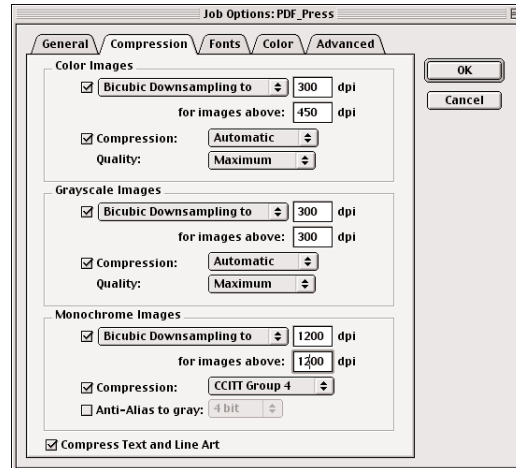 Job Options: PDF_Press
General Compression Fonts Color Advanced
Color Images
Bicubic Downsampling to 300 dpi
for images above: 450 dpi
Compression: Automatic
Quality: Maximum
Grayscale Images
Bicubic Downsampling to 300 dpi
for images above: 300 dpi
Compression: Automatic
Quality: Maximum
Monochrome Images
Bicubic Downsampling to 1200 dpi
for images above: 1200 dpi
Compression: CCITT Group 4
Anti-Alias to gray: 4 bit
Compress Text and Line Art
OK
Cancel